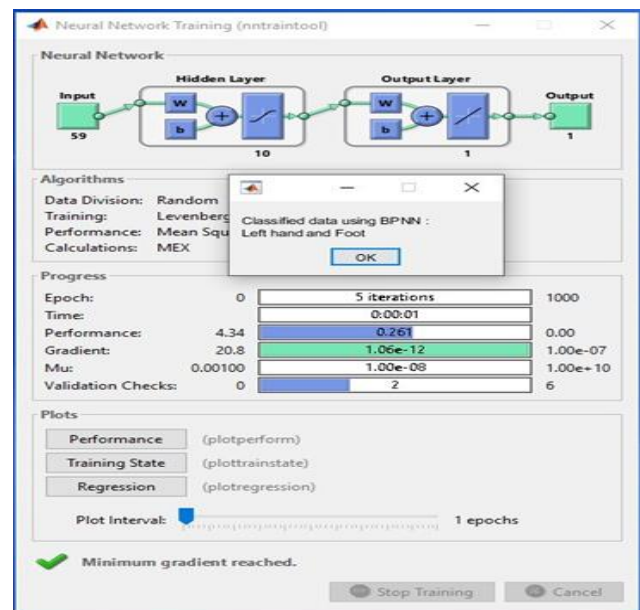 Neural Network Training (nntraintool)
Neural Network
Hidden Layer
Output Layer
Input
Output
W
b
W
b
59
10
1
1
Algorithms
Data Division: Random
Training: Levenberg
Performance: Mean Squ
Calculations: MEX
Classified data using BPNN :
Left hand and Foot
OK
Progress
Epoch: 0 5 iterations 1000
Time: 0:00:01
Performance: 4.34 0.261 0.00
Gradient: 20.8 1.06e-12 1.00e-07
Mu: 0.00100 1.00e-08 1.00e+10
Validation Checks: 0 2 6
Plots
Performance (plotperform)
Training State (plottrainstate)
Regression (plotregression)
Plot Interval: 1 epochs
Minimum gradient reached.
Stop Training Cancel